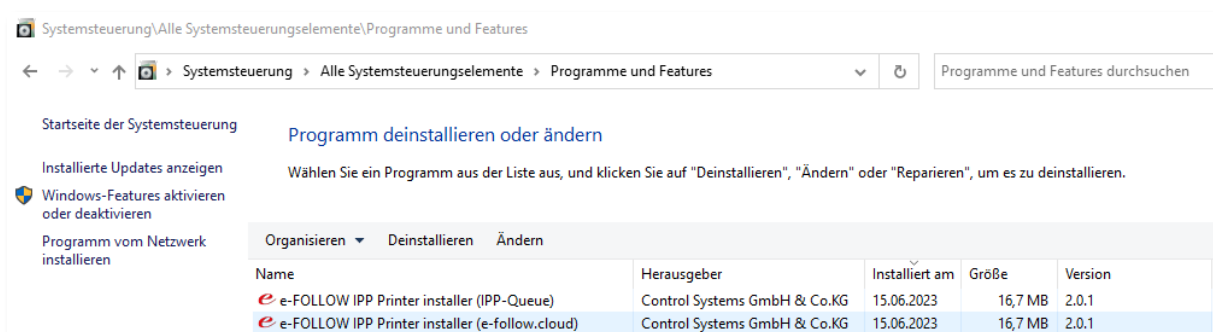 Systemsteuerung\Alle Systemsteuerungselemente\Programme und Features
Systemsteuerung › Alle Systemsteuerungselemente › Programme und Features
Programme und Features durchsuchen
Startseite der Systemsteuerung
Installierte Updates anzeigen
Windows-Features aktivieren
oder deaktivieren
Programm vom Netzwerk
installieren
Programm deinstallieren oder ändern
Wählen Sie ein Programm aus der Liste aus, und klicken Sie auf "Deinstallieren", "Ändern" oder "Reparieren", um es zu deinstallieren.
Organisieren Deinstallieren Ändern
Name Herausgeber Installiert am Größe Version
e-FOLLOW IPP Printer installer (IPP-Queue) Control Systems GmbH & Co.KG 15.06.2023 16,7 MB 2.0.1
e-FOLLOW IPP Printer installer (e-follow.cloud) Control Systems GmbH & Co.KG 15.06.2023 16,7 MB 2.0.1